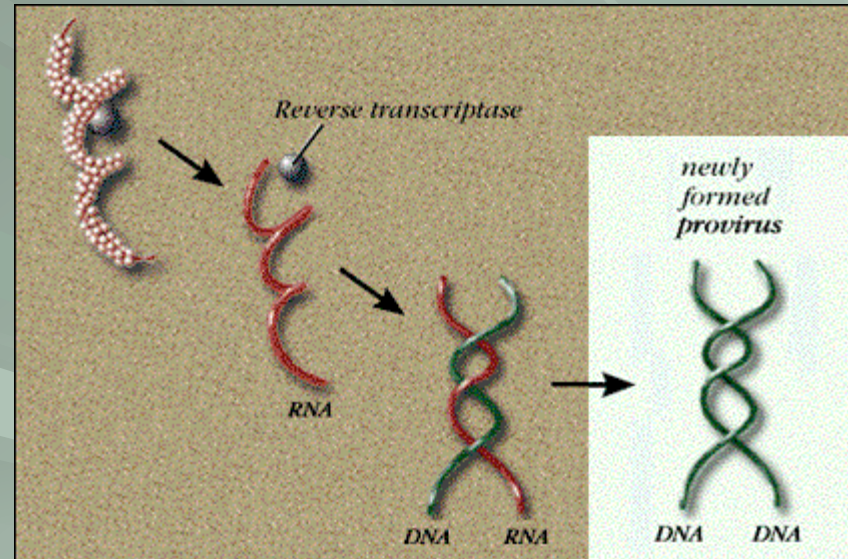 Reverse transcriptase
newly
formed
provirus
RNA
DNA RNA
DNA DNA